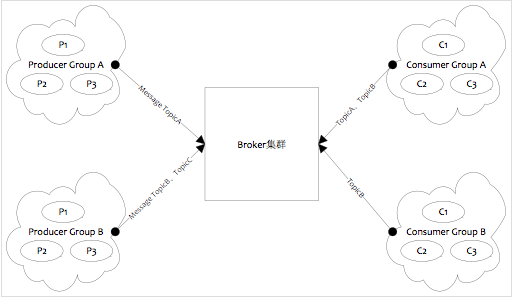 P1
Producer Group A
P2 P3
Message TopicA
C1
Consumer Group A
C2 C3
TopicA、TopicB
Broker集群
P1
Producer Group B
P2 P3
Message TopicB、TopicC
C1
Consumer Group B
C2 C3
TopicB